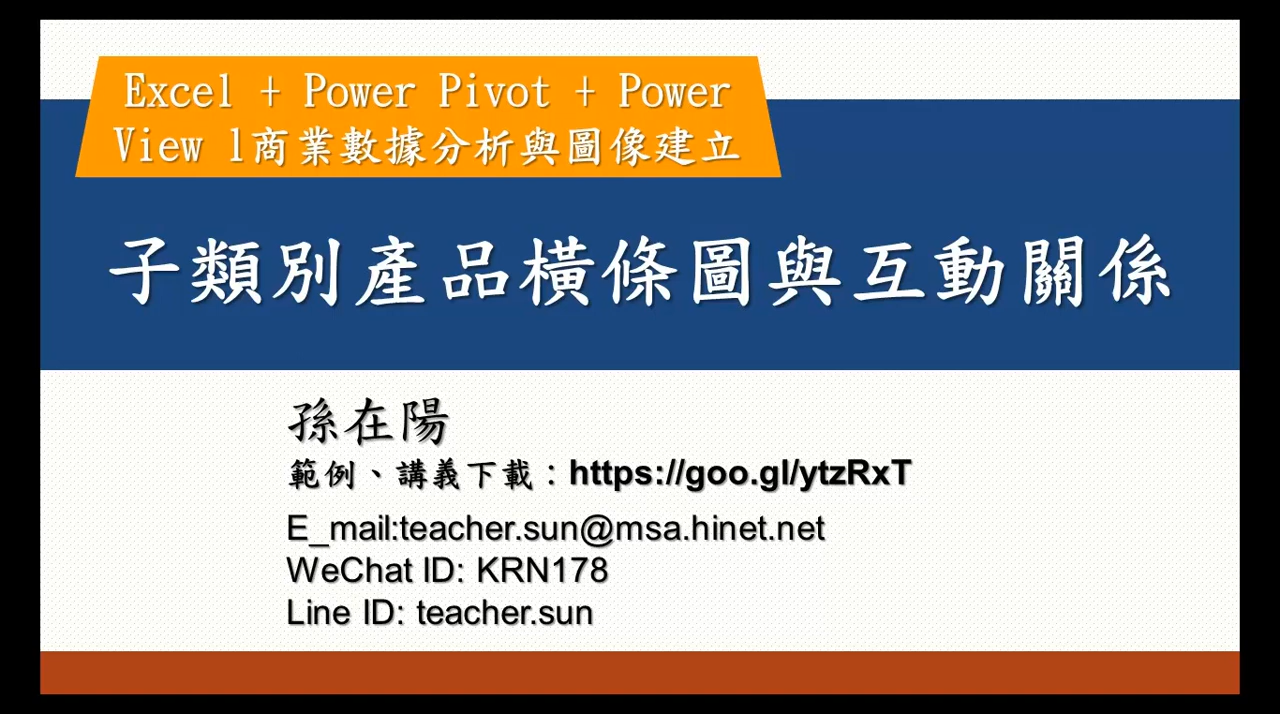 Excel + Power Pivot + Power
View 1商業數據分析與圖像建立
子類別產品橫條圖與互動關係
孫在陽
範例、講義下載：https://goo.gl/ytzRxT
E_mail:teacher.sun@msa.hinet.net
WeChat ID: KRN178
Line ID: teacher.sun